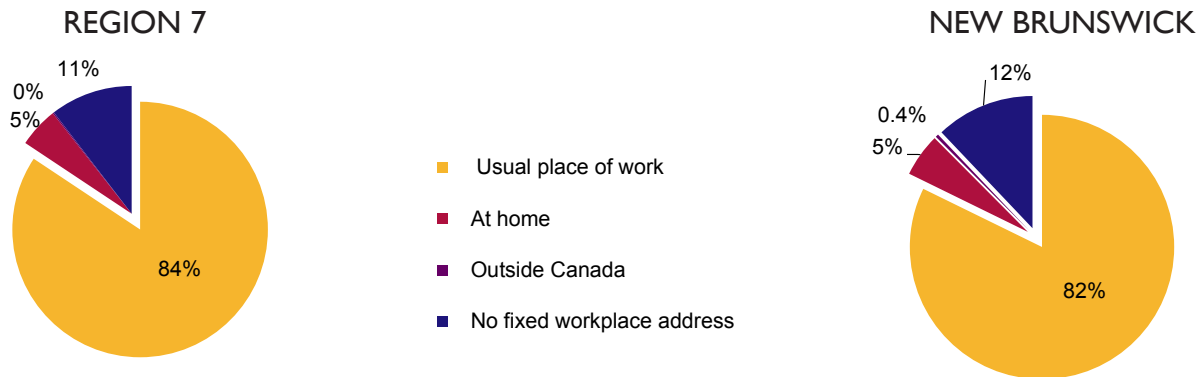 REGION 7
11%
0%
5%
84%
Usual place of work
At home
Outside Canada
No fixed workplace address
NEW BRUNSWICK
12%
0.4%
5%
82%